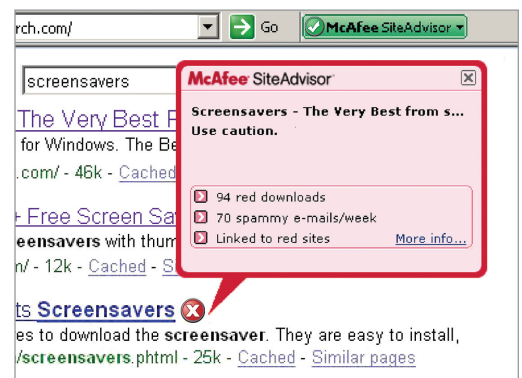 rch.com/ Go McAfee SiteAdvisor
screensavers
McAfee SiteAdvisor
The Very Best F
Screensavers - The Very Best from s...
Use caution.
for Windows. The Be
.com/ - 46k - Cached
94 red downloads
70 spammy e-mails/week
Linked to red sites More info...
Free Screen Sa
eensavers with thum
n/ - 12k - Cached - S
ts Screensavers
es to download the screensaver. They are easy to install,
/screensavers.phtml - 25k - Cached - Similar pages